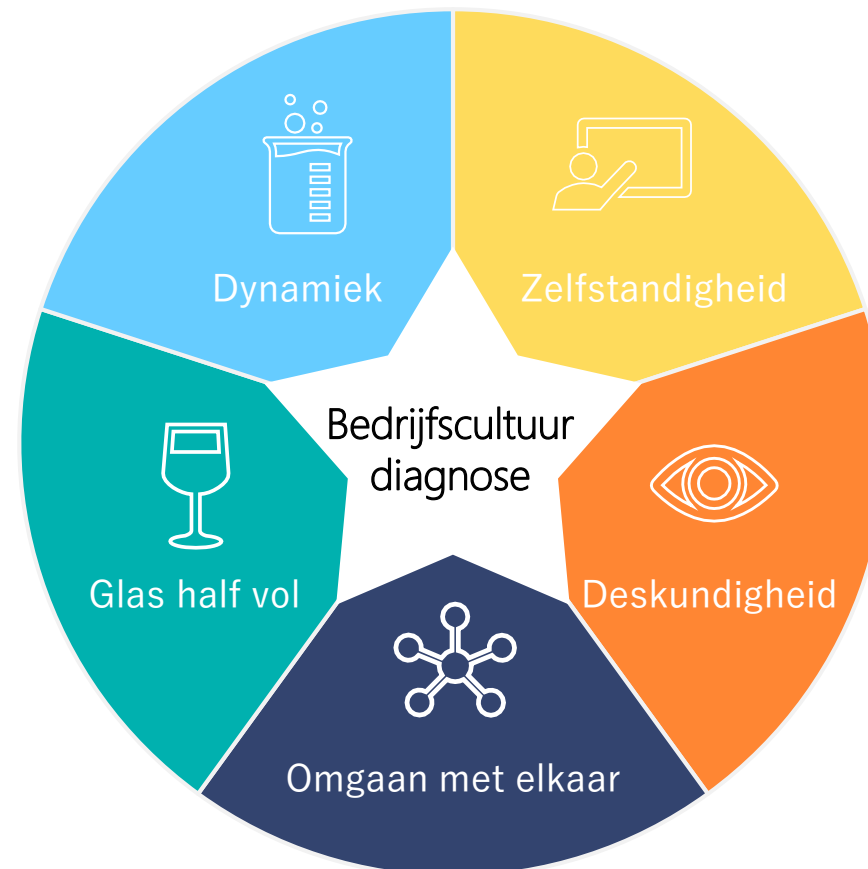 Dynamiek
Zelfstandigheid
Bedrijfscultuur
diagnose
Glas half vol
Deskundigheid
Omgaan met elkaar